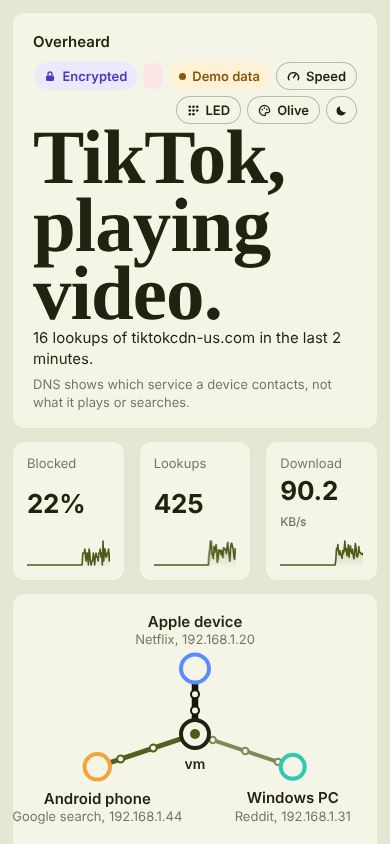 Overheard
Encrypted
Demo data
Speed
LED
Olive
TikTok,
playing
video.
16 lookups of tiktokcdn-us.com in the last 2
minutes.
DNS shows which service a device contacts, not
what it plays or searches.
Blocked
22%
Lookups
425
Download
90.2
KB/s
Apple device
Netflix, 192.168.1.20
vm
Android phone
Google search, 192.168.1.44
Windows PC
Reddit, 192.168.1.31